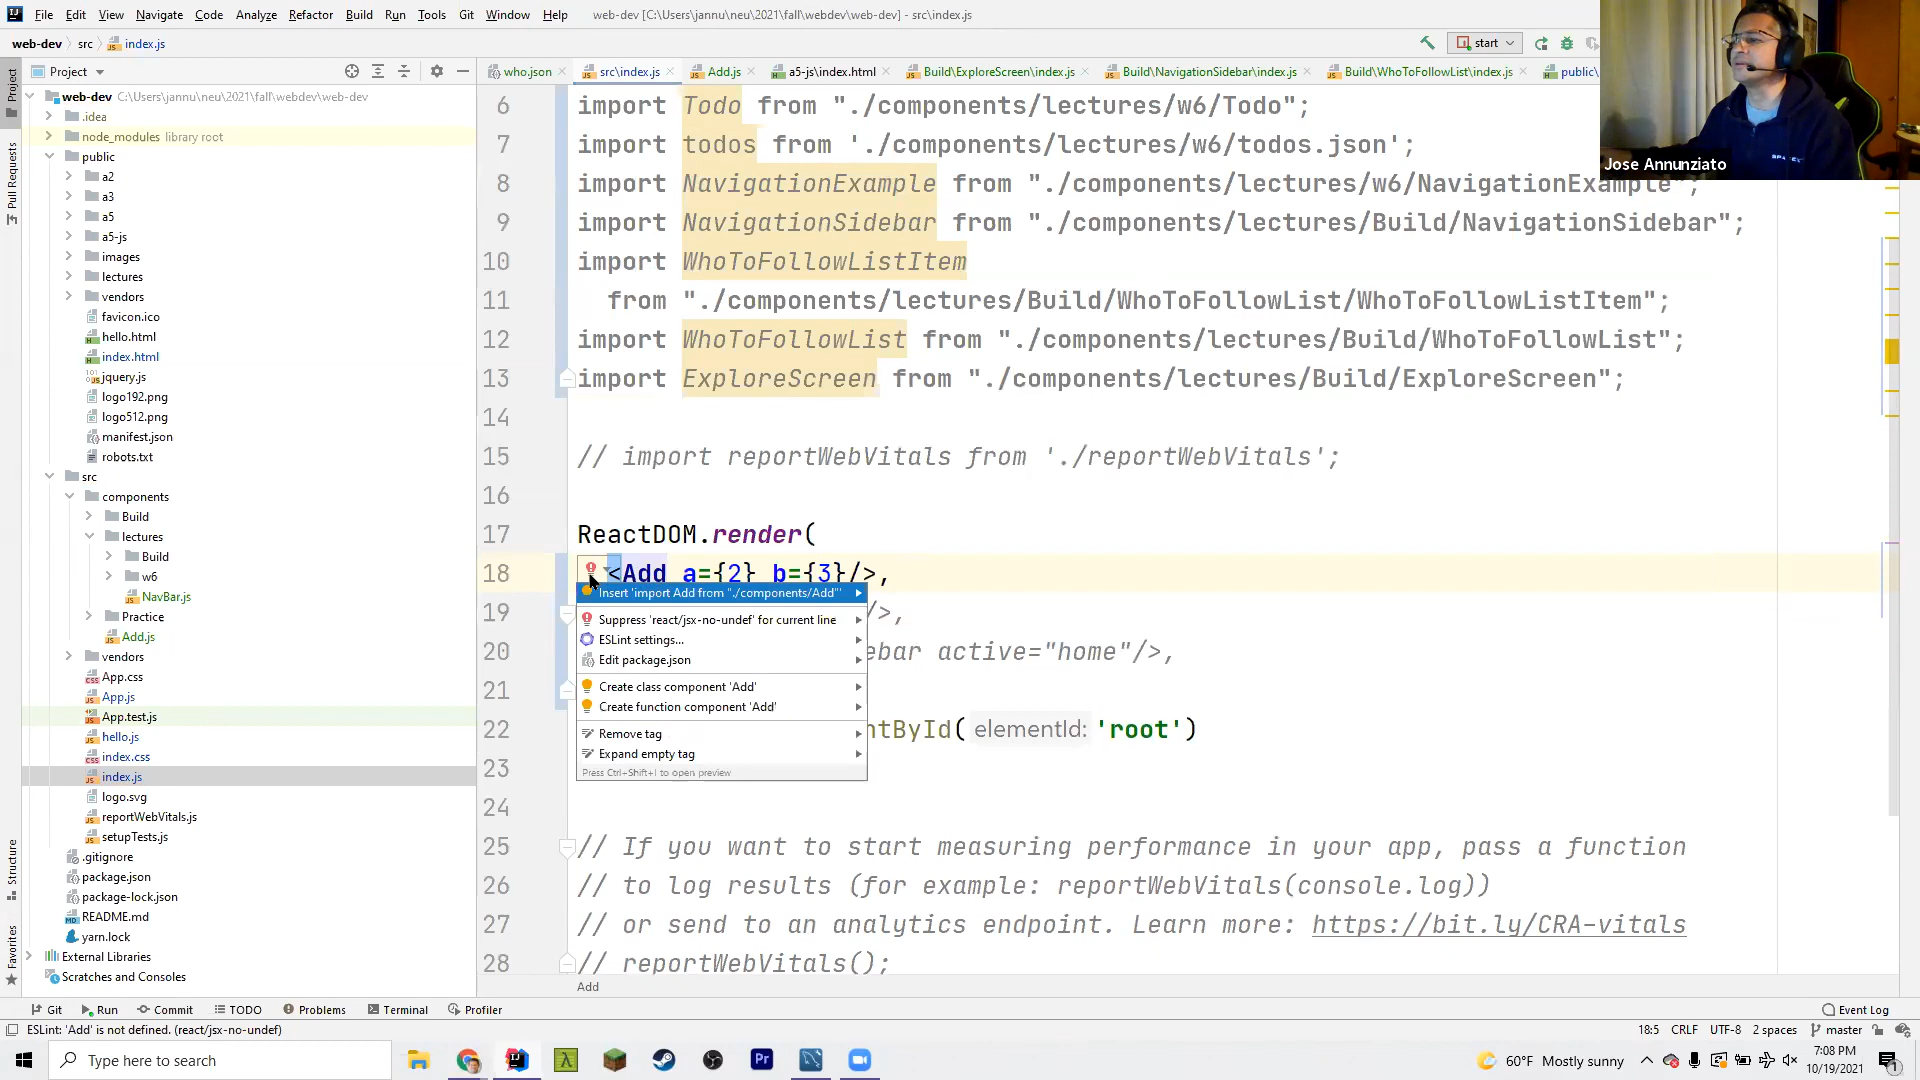 File Edit View Navigate Code Analyze Refactor Build Run Tools Git Window Help web-dev [C:\Users\jannu\neu\2021\fall\webdev\web-dev] - src\index.js
web-dev src index.js
start
Project
who.json src\index.js Add.js a5-js\index.html Build\ExploreScreen\index.js Build\NavigationSidebar\index.js Build\WhoToFollowList\index.js public\
Project
Pull Requests
Structure
Favorites
web-dev C:\Users\jannu\neu\2021\fall\webdev\web-dev
.idea
node_modules library root
public
a2
a3
a5
a5-js
images
lectures
vendors
favicon.ico
hello.html
index.html
jquery.js
logo192.png
logo512.png
manifest.json
robots.txt
src
components
Build
lectures
Build
w6
NavBar.js
Practice
Add.js
vendors
App.css
App.js
App.test.js
hello.js
index.css
index.js
logo.svg
reportWebVitals.js
setupTests.js
.gitignore
package.json
package-lock.json
README.md
yarn.lock
External Libraries
Scratches and Consoles
6 import Todo from "./components/lectures/w6/Todo";
7 import todos from './components/lectures/w6/todos.json';
8 import NavigationExample from "./components/lectures/w6/NavigationExample";
9 import NavigationSidebar from "./components/lectures/Build/NavigationSidebar";
10 import WhoToFollowListItem
11 from "./components/lectures/Build/WhoToFollowList/WhoToFollowListItem";
12 import WhoToFollowList from "./components/lectures/Build/WhoToFollowList";
13 import ExploreScreen from "./components/lectures/Build/ExploreScreen";
14
15 // import reportWebVitals from './reportWebVitals';
16
17 ReactDOM.render(
18 <Add a={2} b={3}/>,
19 />,
20 ebar active="home"/>,
21
22 ntById( elementId: 'root')
23
24
25 // If you want to start measuring performance in your app, pass a function
26 // to log results (for example: reportWebVitals(console.log))
27 // or send to an analytics endpoint. Learn more: https://bit.ly/CRA-vitals
28 // reportWebVitals();
Insert 'import Add from "./components/Add"'
Suppress 'react/jsx-no-undef' for current line
ESLint settings...
Edit package.json
Create class component 'Add'
Create function component 'Add'
Remove tag
Expand empty tag
Press Ctrl+Shift+I to open preview
Add
Jose Annunziato
Git Run Commit TODO Problems Terminal Profiler Event Log
ESLint: 'Add' is not defined. (react/jsx-no-undef) 18:5 CRLF UTF-8 2 spaces master
Type here to search
Pr
60°F Mostly sunny
7:08 PM
10/19/2021
1